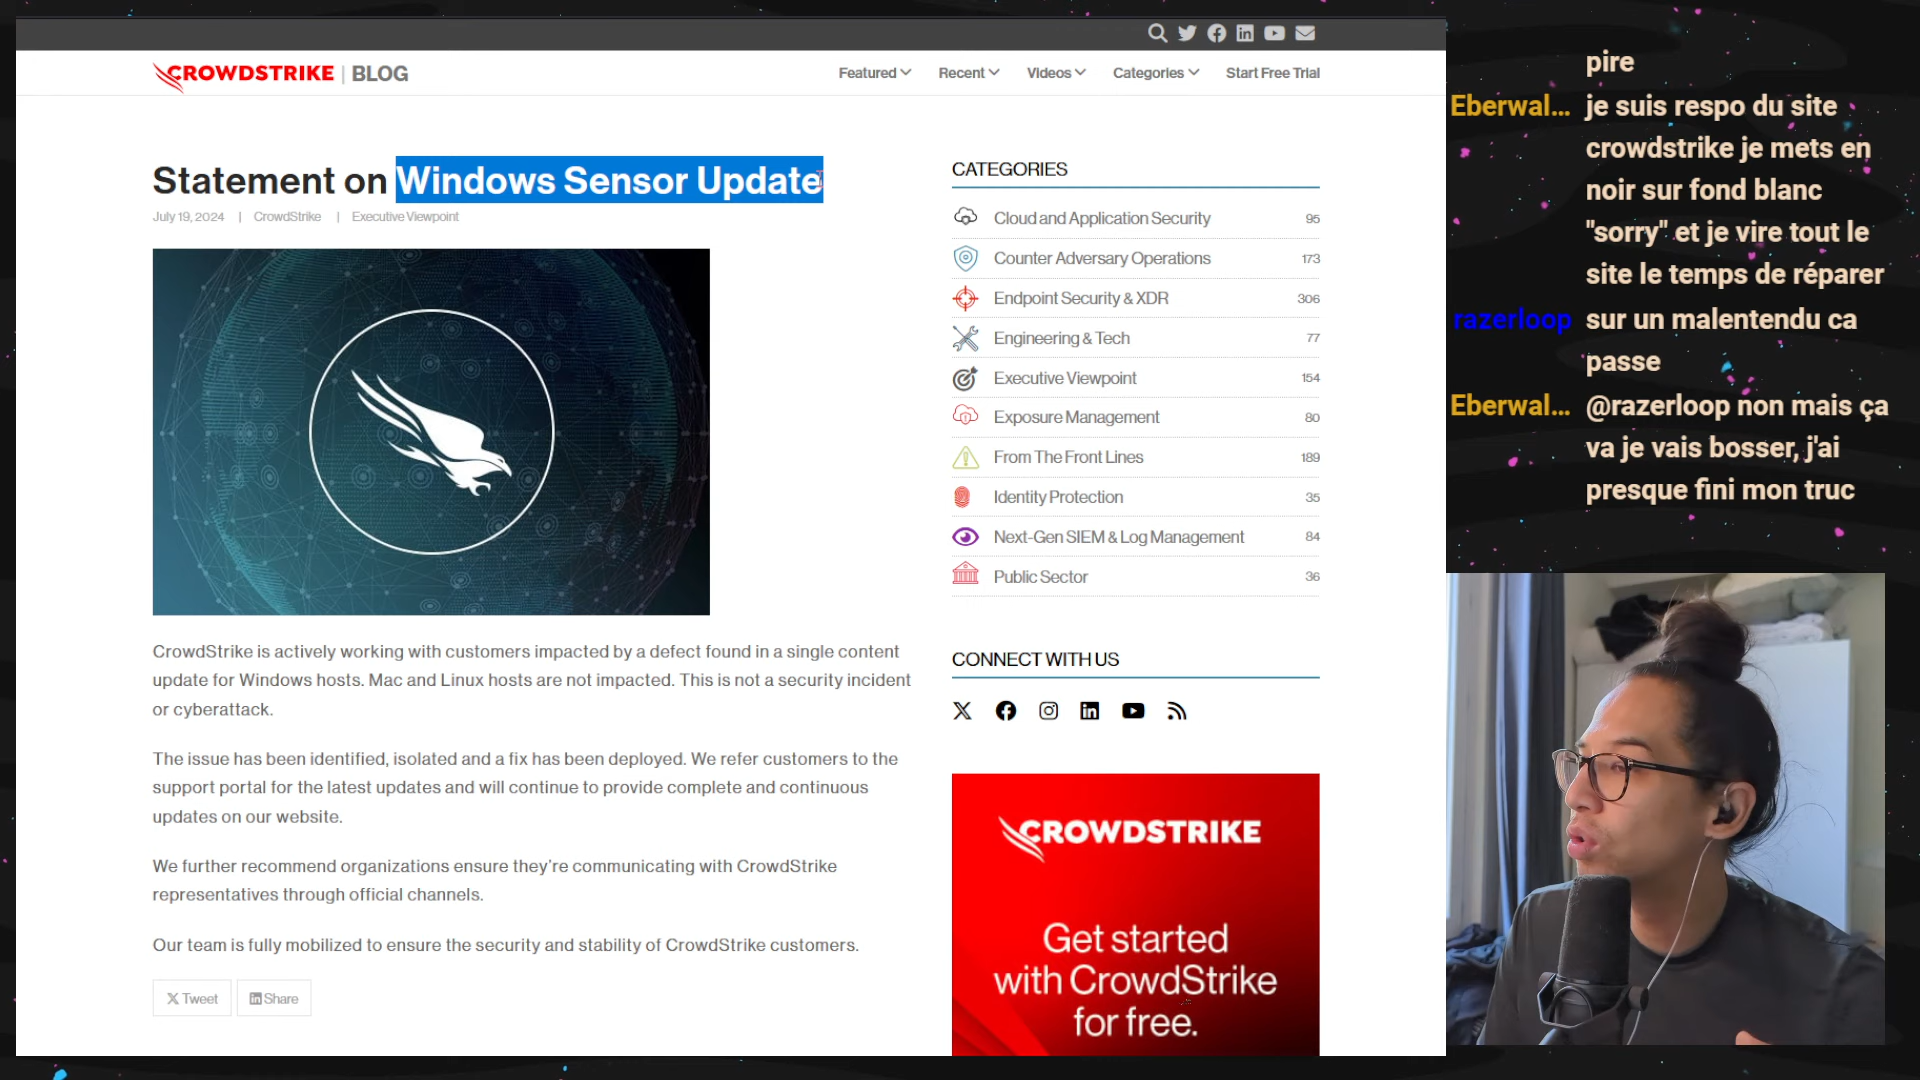 CROWDSTRIKE | BLOG
Featured
Recent
Videos
Categories
Start Free Trial
Statement on Windows Sensor Update
July 19, 2024 | CrowdStrike | Executive Viewpoint
CrowdStrike is actively working with customers impacted by a defect found in a single content
update for Windows hosts. Mac and Linux hosts are not impacted. This is not a security incident
or cyberattack.
The issue has been identified, isolated and a fix has been deployed. We refer customers to the
support portal for the latest updates and will continue to provide complete and continuous
updates on our website.
We further recommend organizations ensure they’re communicating with CrowdStrike
representatives through official channels.
Our team is fully mobilized to ensure the security and stability of CrowdStrike customers.
Tweet
Share
CATEGORIES
Cloud and Application Security 95
Counter Adversary Operations 173
Endpoint Security & XDR 306
Engineering & Tech 77
Executive Viewpoint 154
Exposure Management 80
From The Front Lines 189
Identity Protection 35
Next-Gen SIEM & Log Management 84
Public Sector 36
CONNECT WITH US
CROWDSTRIKE
Get started
with CrowdStrike
for free.
pire
Eberwal... je suis respo du site
crowdstrike je mets en
noir sur fond blanc
"sorry" et je vire tout le
site le temps de réparer
razerloop sur un malentendu ca
passe
Eberwal... @razerloop non mais ça
va je vais bosser, j'ai
presque fini mon truc